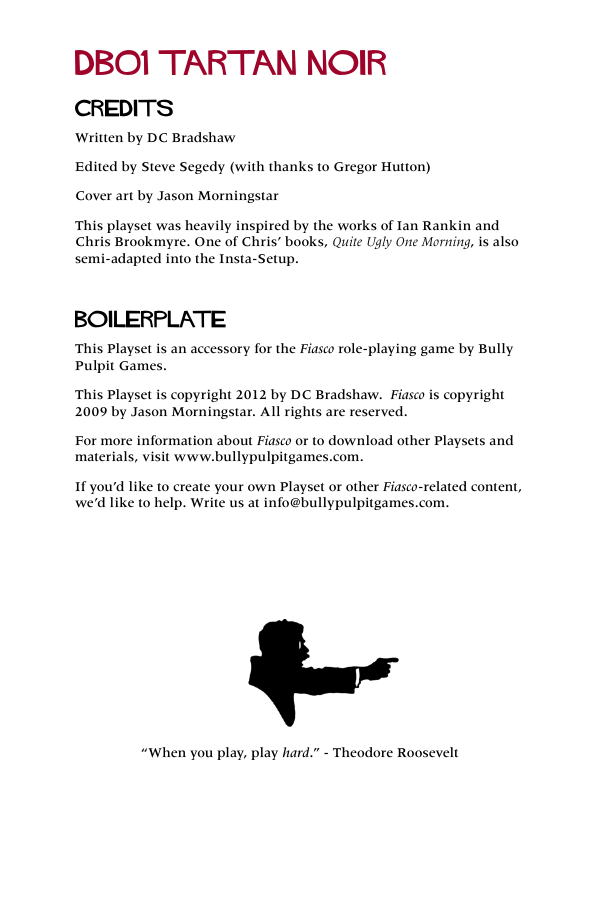 DB01 TARTAN NOIR
CREDITS
Written by DC Bradshaw
Edited by Steve Segedy (with thanks to Gregor Hutton)
Cover art by Jason Morningstar
This playset was heavily inspired by the works of Ian Rankin and
Chris Brookmyre. One of Chris’ books, Quite Ugly One Morning, is also
semi-adapted into the Insta-Setup.
BOILERPLATE
This Playset is an accessory for the Fiasco role-playing game by Bully
Pulpit Games.
This Playset is copyright 2012 by DC Bradshaw.  Fiasco is copyright
2009 by Jason Morningstar. All rights are reserved.
For more information about Fiasco or to download other Playsets and
materials, visit www.bullypulpitgames.com.
If you’d like to create your own Playset or other Fiasco-related content,
we’d like to help. Write us at info@bullypulpitgames.com.
“When you play, play hard.” - Theodore Roosevelt